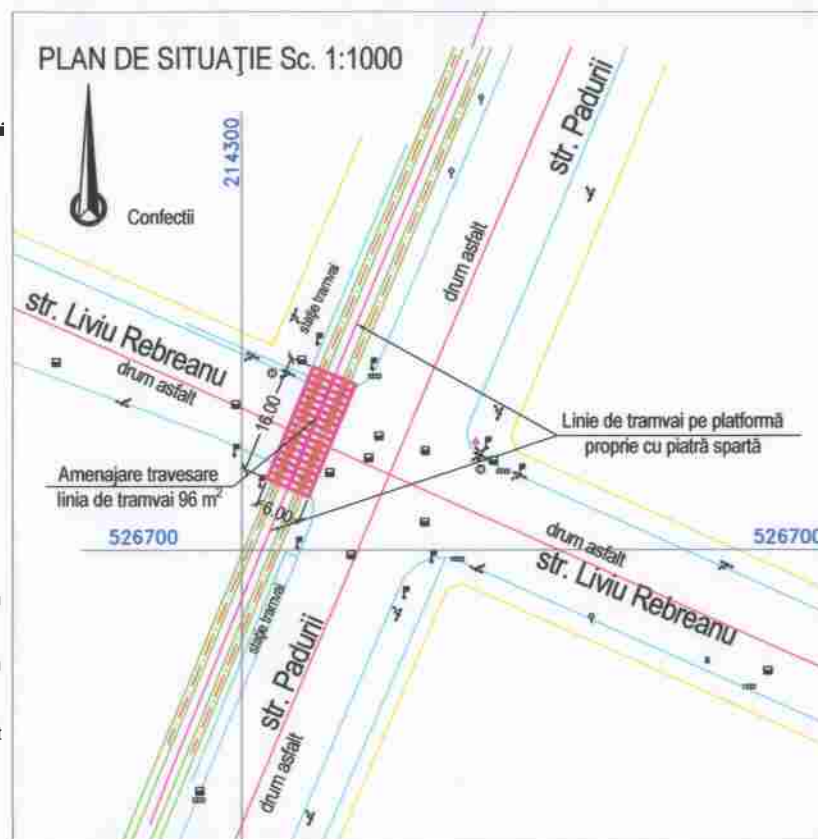 PLAN DE SITUAŢIE Sc. 1:1000
214300
Confectii
str. Padurii
drum asfalt
staţie tramvai
str. Liviu Rebreanu
drum asfalt
16.00
Linie de tramvai pe platformă
proprie cu piatră spartă
Amenajare travesare
linia de tramvai 96 m²
6.00
526700
526700
drum asfalt
str. Liviu Rebreanu
staţie tramvai
str. Padurii
drum asfalt